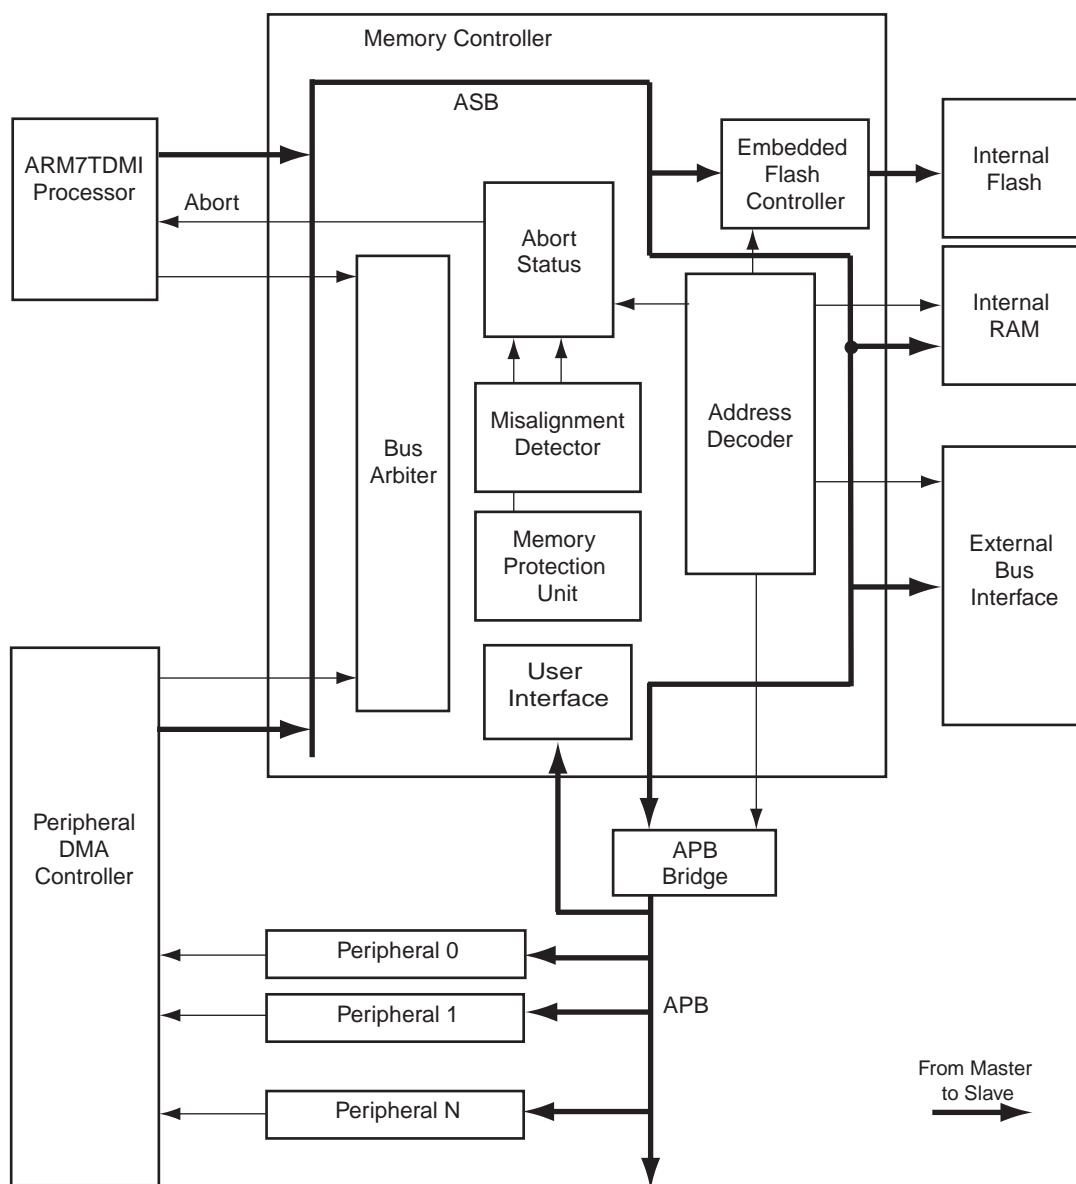 Memory Controller
ASB
ARM7TDMI
Processor
Abort
Embedded
Flash
Controller
Internal
Flash
Abort
Status
Internal
RAM
Bus
Arbiter
Misalignment
Detector
Address
Decoder
Memory
Protection
Unit
External
Bus
Interface
User
Interface
Peripheral
DMA
Controller
APB
Bridge
Peripheral 0
Peripheral 1
APB
Peripheral N
From Master
to Slave